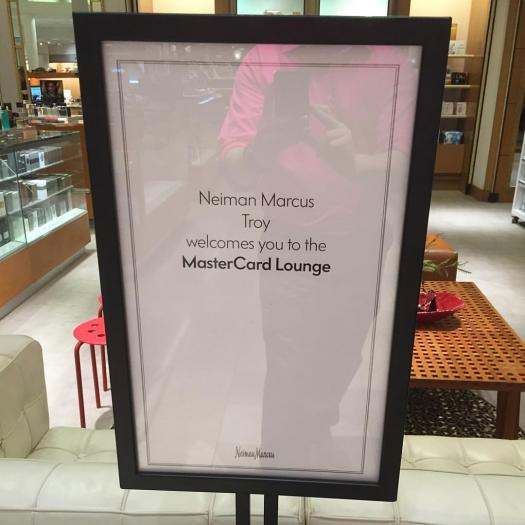 Neiman Marcus
Troy
welcomes you to the
MasterCard Lounge
Neiman Marcus